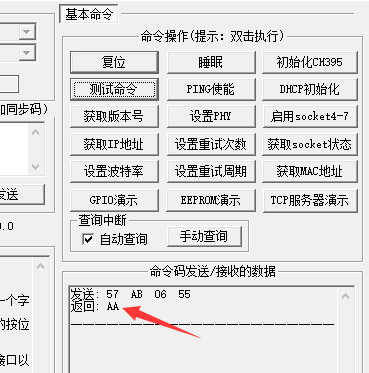 基本命令
命令操作(提示: 双击执行)
复位 睡眠 初始化CH395
测试命令 PING使能 DHCP初始化
如同步码)
获取版本号 设置PHY 启用socket4-7
获取IP地址 设置重试次数 获取socket状态
设置波特率 设置重试周期 获取MAC地址
发送
GPIO演示 EEPROM演示 TCP服务器演示
查询中断
0.0
自动查询 手动查询
命令码发送/接收的数据
发送: 57 AB 06 55
一个字
返回: AA
的按位
接口以